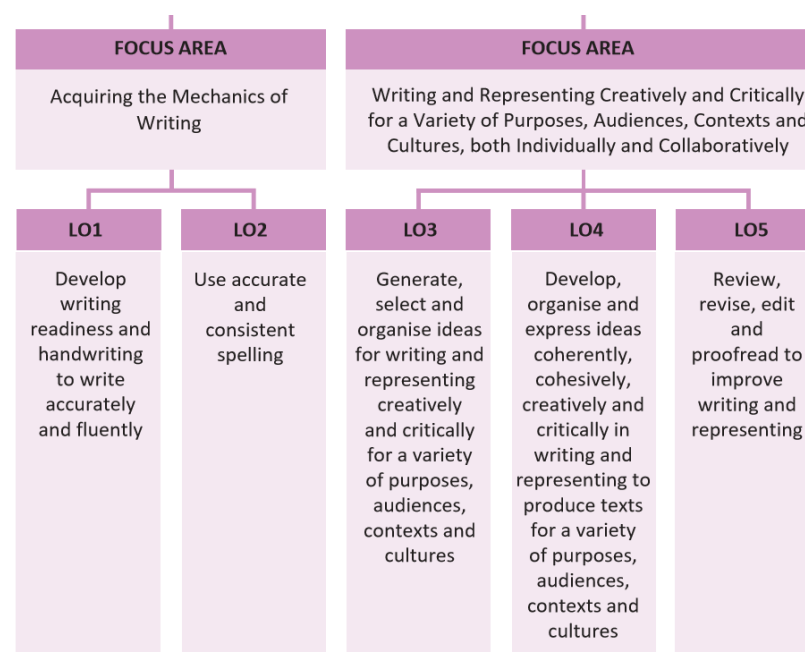 FOCUS AREA
Acquiring the Mechanics of
Writing
FOCUS AREA
Writing and Representing Creatively and Critically
for a Variety of Purposes, Audiences, Contexts and
Cultures, both Individually and Collaboratively
LO1
Develop
writing
readiness and
handwriting
to write
accurately
and fluently
LO2
Use accurate
and
consistent
spelling
LO3
Generate,
select and
organise ideas
for writing and
representing
creatively
and critically
for a variety
of purposes,
audiences,
contexts and
cultures
LO4
Develop,
organise and
express ideas
coherently,
cohesively,
creatively and
critically in
writing and
representing to
produce texts
for a variety
of purposes,
audiences,
contexts and
cultures
LO5
Review,
revise, edit
and
proofread to
improve
writing and
representing